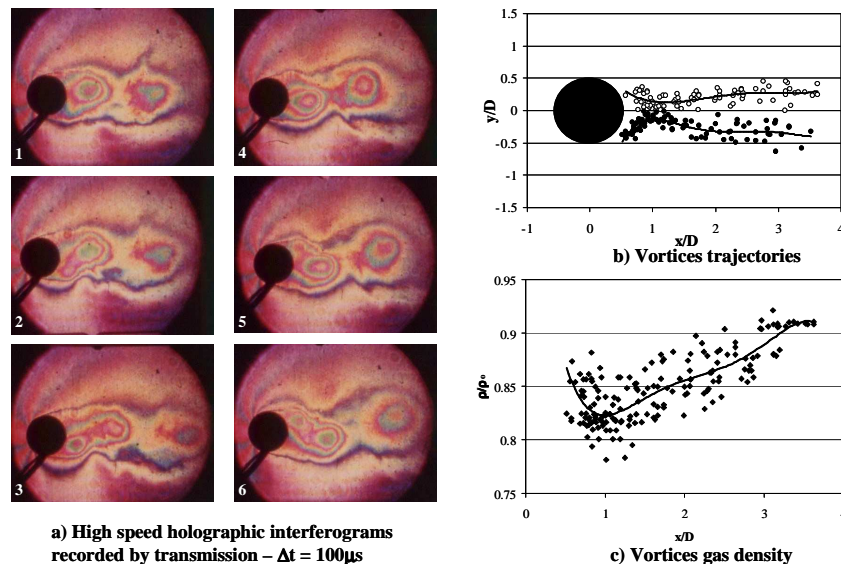 1
4
2
5
3
6
a) High speed holographic interferograms
recorded by transmission – Δt = 100μs
1.5
1
0.5
0
-0.5
-1
-1.5
y/D
-1 0 1 2 3 4
x/D
b) Vortices trajectories
0.95
0.9
0.85
0.8
0.75
ρ/ρ₀
0 1 2 3 4
x/D
c) Vortices gas density